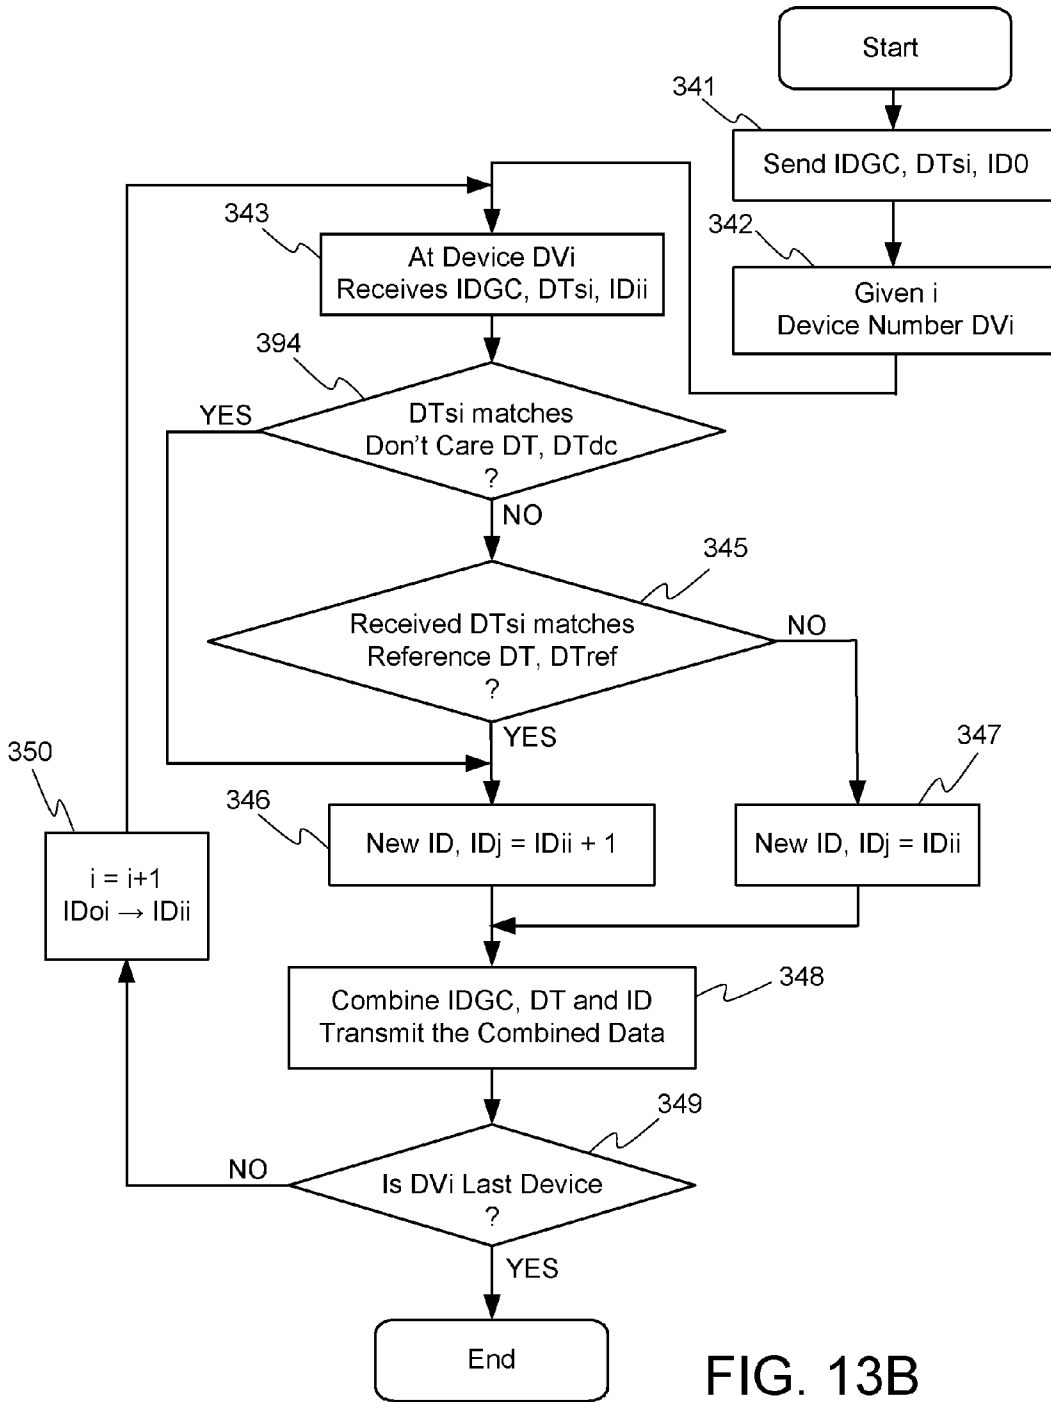 Start
341
Send IDGC, DTsi, ID0
342
Given i
Device Number DVi
343
At Device DVi
Receives IDGC, DTsi, IDii
394
YES
DTsi matches
Don't Care DT, DTdc
?
NO
345
Received DTsi matches
Reference DT, DTref
?
NO
YES
350
i = i+1
IDoi → IDii
346
New ID, IDj = IDii + 1
347
New ID, IDj = IDii
348
Combine IDGC, DT and ID
Transmit the Combined Data
349
NO
Is DVi Last Device
?
YES
End
FIG. 13B